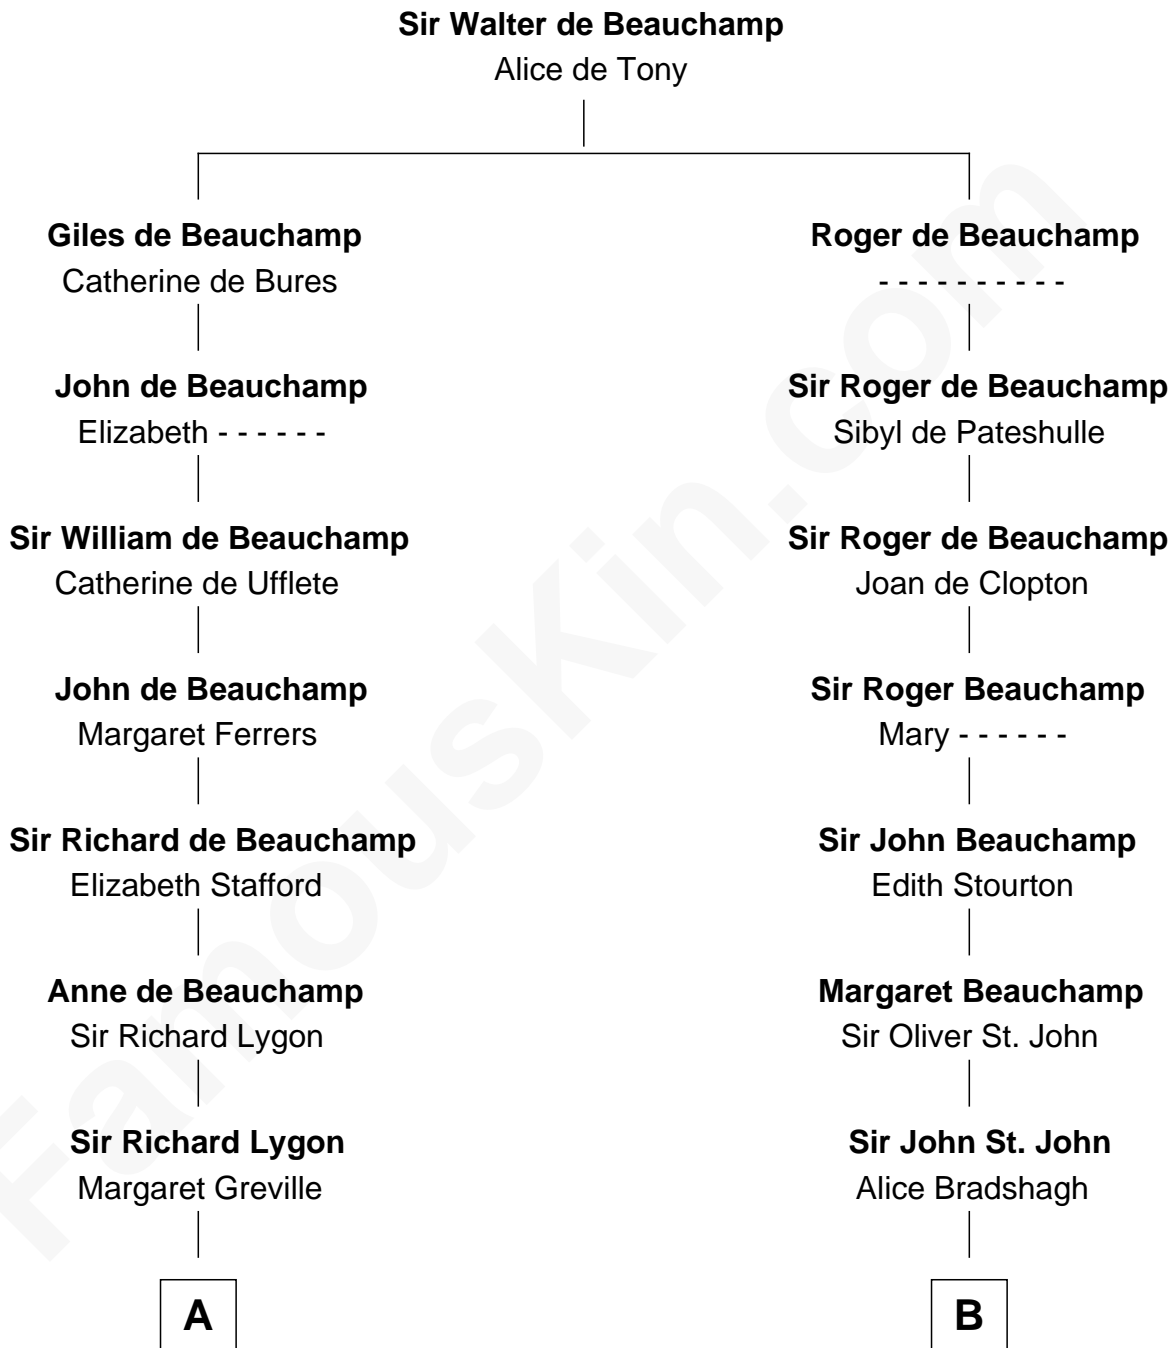 Sir Walter de Beauchamp
Alice de Tony
Giles de Beauchamp
Catherine de Bures
Roger de Beauchamp
- - - - - - - - - -
John de Beauchamp
Elizabeth - - - - - -
Sir Roger de Beauchamp
Sibyl de Pateshulle
Sir William de Beauchamp
Catherine de Ufflete
Sir Roger de Beauchamp
Joan de Clopton
John de Beauchamp
Margaret Ferrers
Sir Roger Beauchamp
Mary - - - - - -
Sir Richard de Beauchamp
Elizabeth Stafford
Sir John Beauchamp
Edith Stourton
Anne de Beauchamp
Sir Richard Lygon
Margaret Beauchamp
Sir Oliver St. John
Sir Richard Lygon
Margaret Greville
Sir John St. John
Alice Bradshagh
A
B
FamousKin.com